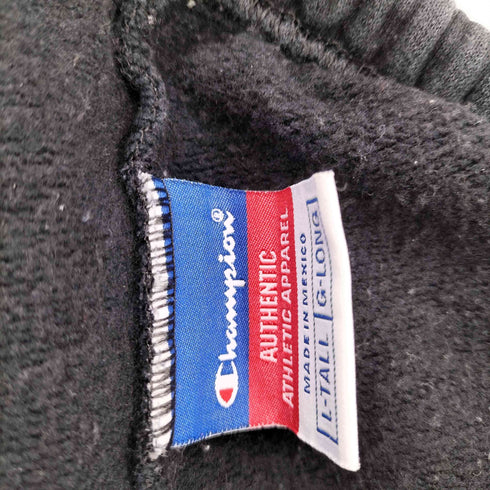 Champion®
AUTHENTIC
ATHLETIC APPAREL
MADE IN MEXICO
L-TALL G-LONG